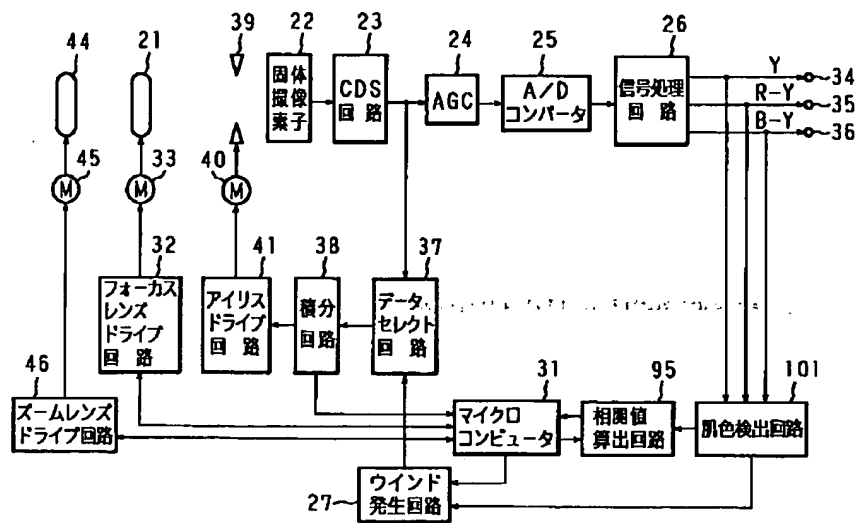 44
21
39
22
23
24
25
26
固体
撮像
素子
CDS
回路
AGC
A/D
コンバータ
信号処理
回路
Y
34
R-Y
35
B-Y
36
M
45
M
33
M
40
32
フォーカス
レンズ
ドライブ
回路
41
アイリス
ドライブ
回路
38
積分
回路
37
データ
セレクト
回路
46
ズームレンズ
ドライブ回路
31
マイクロ
コンピュータ
95
相関値
算出回路
101
肌色検出回路
27
ウインド
発生回路